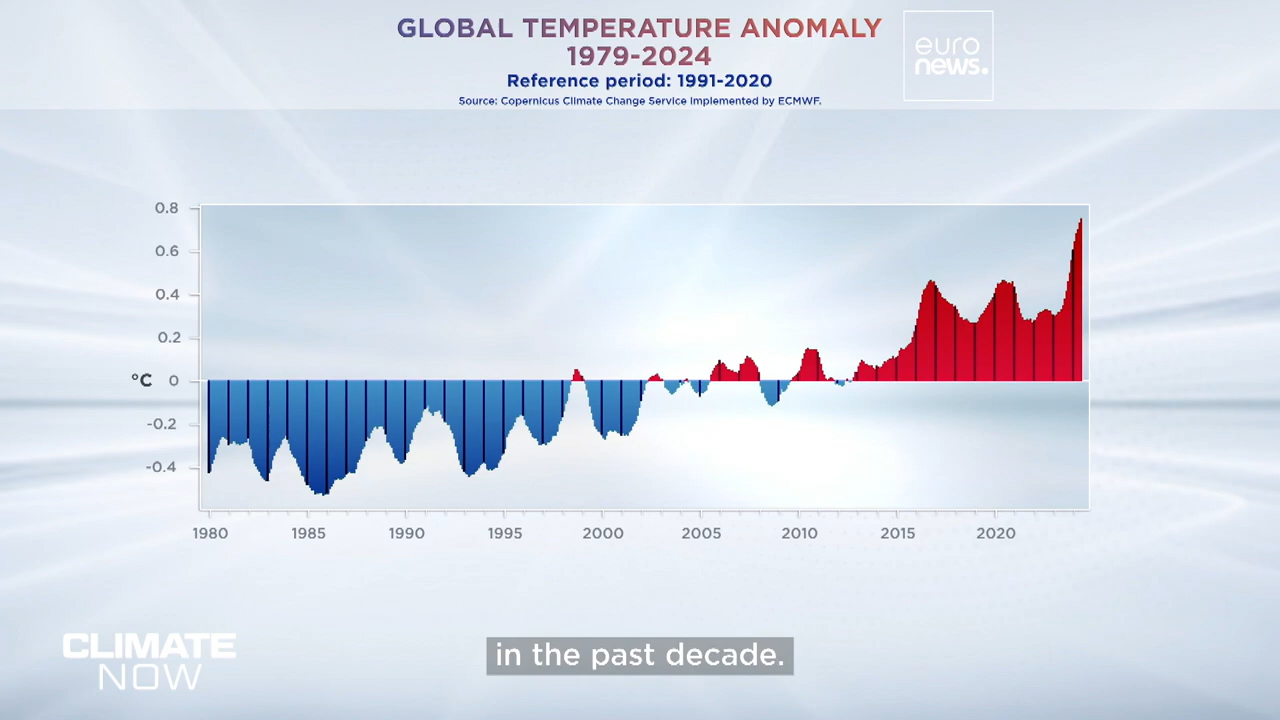 GLOBAL TEMPERATURE ANOMALY
1979-2024
Reference period: 1991-2020
Source: Copernicus Climate Change Service implemented by ECMWF.
euro
news.
0.8
0.6
0.4
0.2
°C 0
-0.2
-0.4
1980 1985 1990 1995 2000 2005 2010 2015 2020
CLIMATE
NOW
in the past decade.